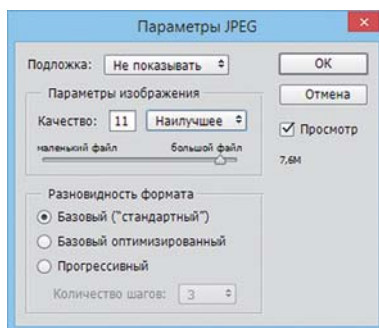 Параметры JPEG
Подложка: Не показывать
OK
Параметры изображения
Отмена
Качество: 11 Наилучшее
Просмотр
маленький файл большой файл
7,6M
Разновидность формата
Базовый ("стандартный")
Базовый оптимизированный
Прогрессивный
Количество шагов: 3